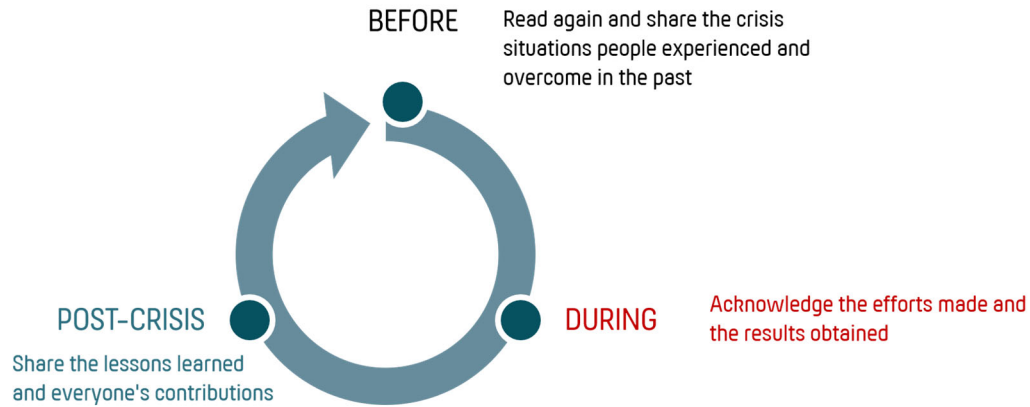 BEFORE
Read again and share the crisis
situations people experienced and
overcome in the past
DURING
Acknowledge the efforts made and
the results obtained
POST-CRISIS
Share the lessons learned
and everyone's contributions